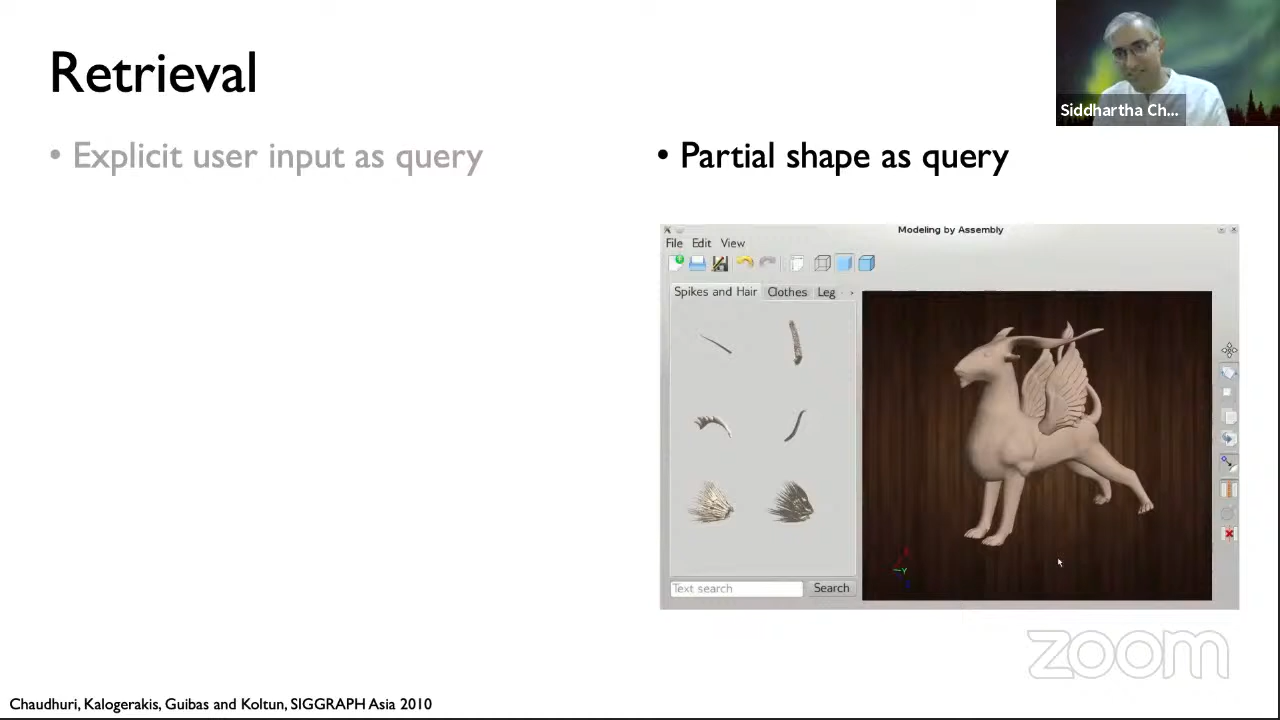 Retrieval
Siddhartha Ch...
• Explicit user input as query
• Partial shape as query
Modeling by Assembly
File Edit View
Spikes and Hair Clothes Leg
Y
Text search Search
zoom
Chaudhuri, Kalogerakis, Guibas and Koltun, SIGGRAPH Asia 2010